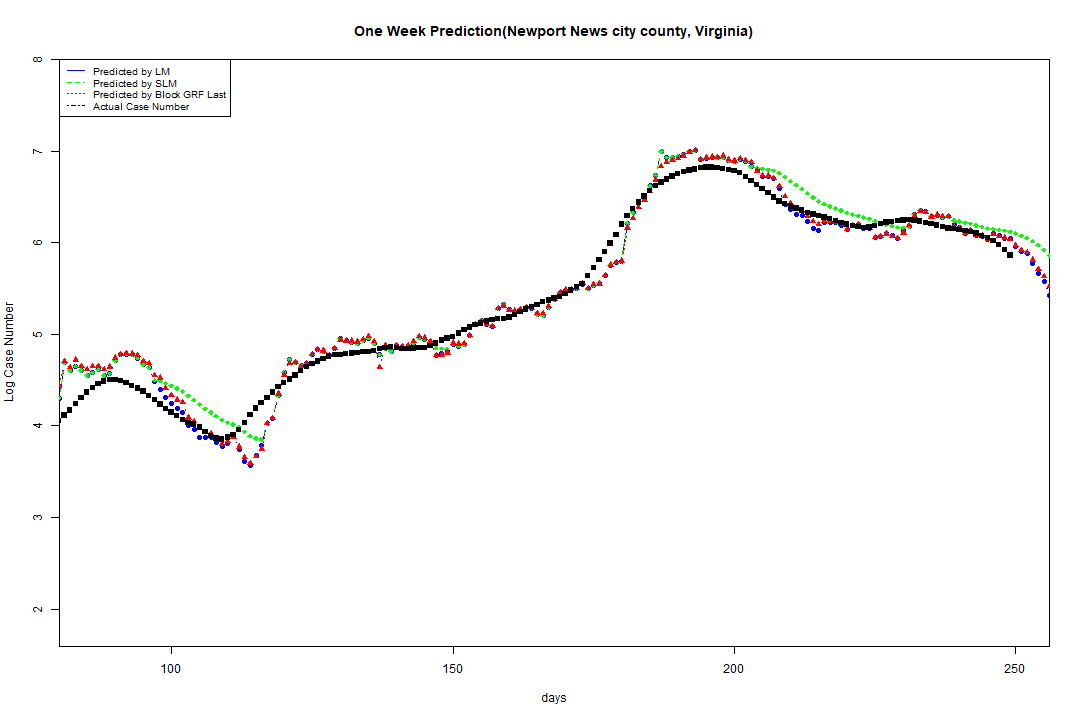 One Week Prediction(Newport News city county, Virginia)
Predicted by LM
Predicted by SLM
Predicted by Block GRF Last
Actual Case Number
8
7
6
5
4
3
2
Log Case Number
100
150
200
250
days